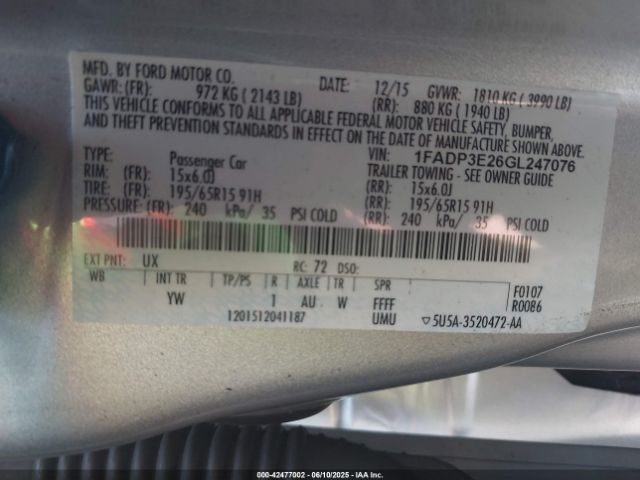 MFD. BY FORD MOTOR CO.
DATE: 12/15 GVWR: 1810 KG ( 3990 LB)
GAWR: (FR): 972 KG ( 2143 LB) (RR): 880 KG ( 1940 LB)
THIS VEHICLE CONFORMS TO ALL APPLICABLE FEDERAL MOTOR VEHICLE SAFETY, BUMPER,
AND THEFT PREVENTION STANDARDS IN EFFECT ON THE DATE OF MANUFACTURE SHOWN ABOVE.
VIN: 1FADP3E26GL247076
TYPE: Passenger Car TRAILER TOWING - SEE OWNER GUIDE
RIM: (FR): 15x6.0J (RR): 15x6.0J
TIRE: (FR): 195/65R15 91H (RR): 195/65R15 91H
PRESSURE: (FR): 240 kPa/ 35 PSI COLD (RR): 240 kPa/ 35 PSI COLD
EXT PNT: UX RC: 72 DSO:
WB INT TR TP/PS R AXLE TR SPR
YW 1 AU W FFFF
F0107
R0086
1201512041187 UMU ▽5U5A-3520472-AA
000-42477002 - 06/10/2025 - IAAI, Inc.